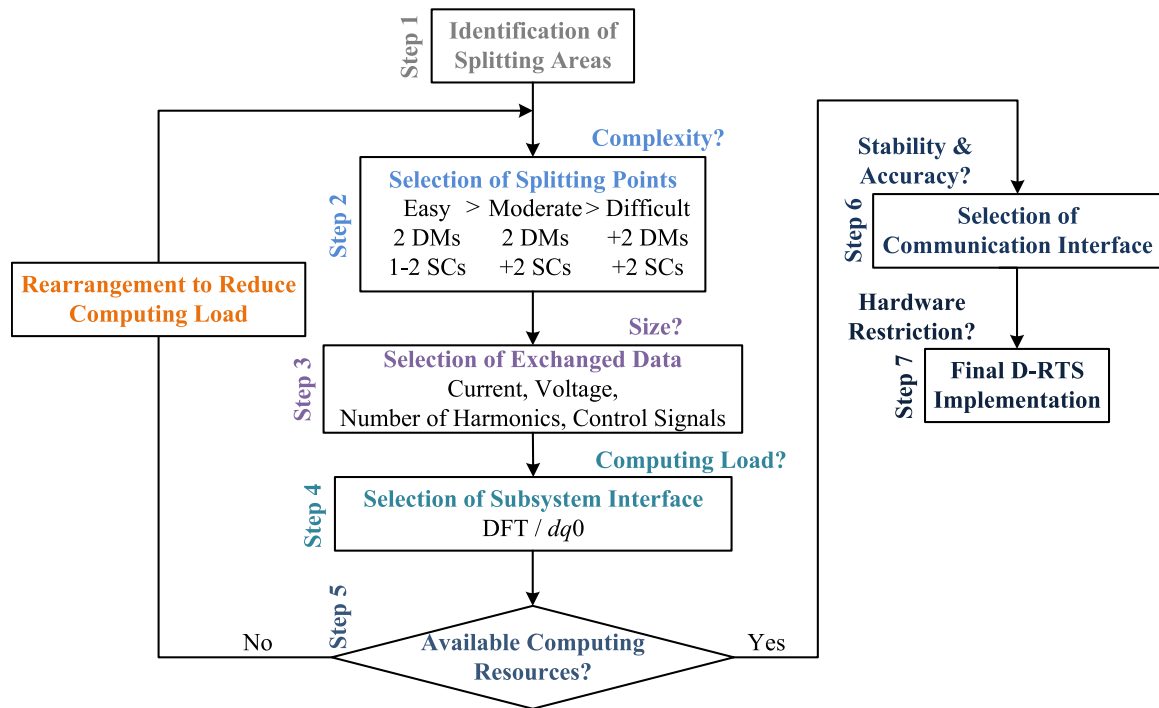 Step 1
Identification of
Splitting Areas
Complexity?
Step 2
Selection of Splitting Points
Easy > Moderate > Difficult
2 DMs 2 DMs +2 DMs
1-2 SCs +2 SCs +2 SCs
Rearrangement to Reduce
Computing Load
Size?
Step 3
Selection of Exchanged Data
Current, Voltage,
Number of Harmonics, Control Signals
Computing Load?
Step 4
Selection of Subsystem Interface
DFT / dq0
Step 5
Available Computing
Resources?
No
Yes
Stability &
Accuracy?
Step 6
Selection of
Communication Interface
Hardware
Restriction?
Step 7
Final D-RTS
Implementation